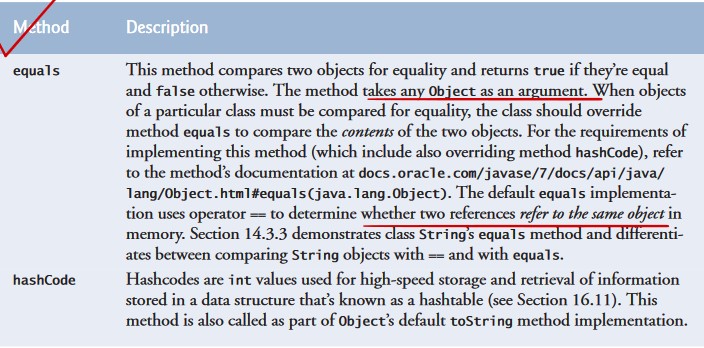 Method Description
equals This method compares two objects for equality and returns true if they're equal
and false otherwise. The method takes any Object as an argument. When objects
of a particular class must be compared for equality, the class should override
method equals to compare the contents of the two objects. For the requirements of
implementing this method (which include also overriding method hashCode), refer
to the method's documentation at docs.oracle.com/javase/7/docs/api/java/
lang/Object.html#equals(java.lang.Object). The default equals implementa-
tion uses operator == to determine whether two references refer to the same object in
memory. Section 14.3.3 demonstrates class String's equals method and differenti-
ates between comparing String objects with == and with equals.
hashCode Hashcodes are int values used for high-speed storage and retrieval of information
stored in a data structure that's known as a hashtable (see Section 16.11). This
method is also called as part of Object's default toString method implementation.